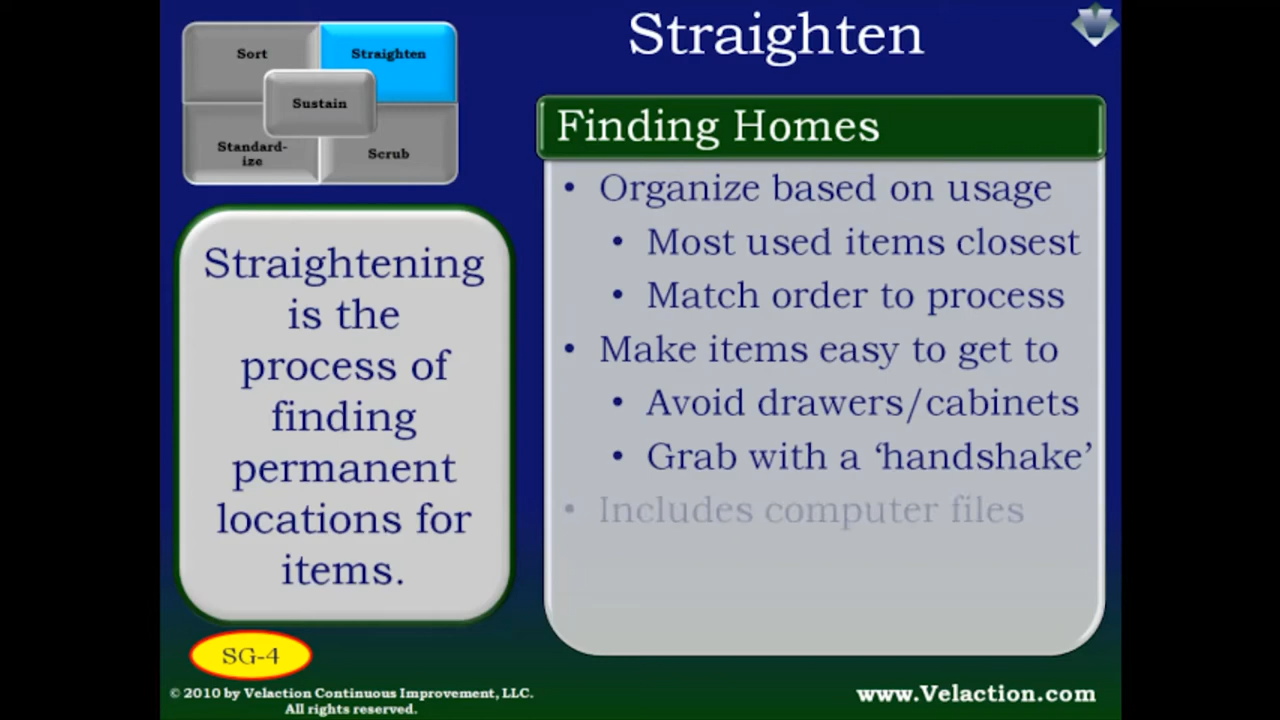 Straighten
Sort
Straighten
Sustain
Standard-
ize
Scrub
Straightening
is the
process of
finding
permanent
locations for
items.
Finding Homes
• Organize based on usage
• Most used items closest
• Match order to process
• Make items easy to get to
• Avoid drawers/cabinets
• Grab with a ‘handshake’
• Includes computer files
SG-4
© 2010 by Velaction Continuous Improvement, LLC.
All rights reserved.
www.Velaction.com